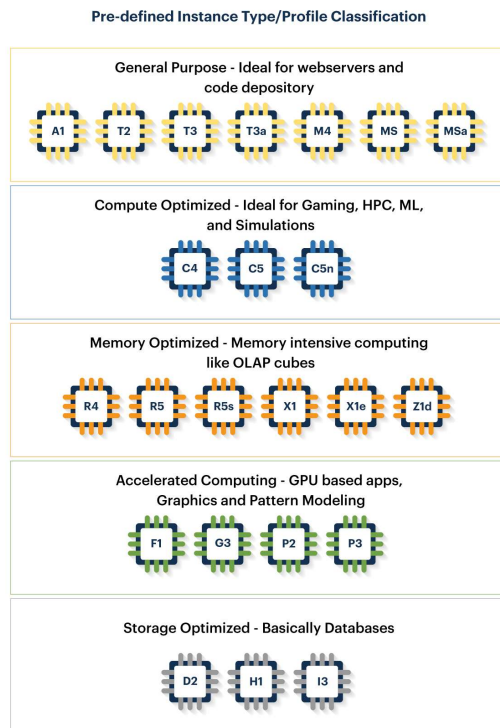 Pre-defined Instance Type/Profile Classification
General Purpose - Ideal for webservers and
code depository
A1 T2 T3 T3a M4 MS MSa
Compute Optimized - Ideal for Gaming, HPC, ML,
and Simulations
C4 C5 C5n
Memory Optimized - Memory intensive computing
like OLAP cubes
R4 R5 R5s X1 X1e Z1d
Accelerated Computing - GPU based apps,
Graphics and Pattern Modeling
F1 G3 P2 P3
Storage Optimized - Basically Databases
D2 H1 I3